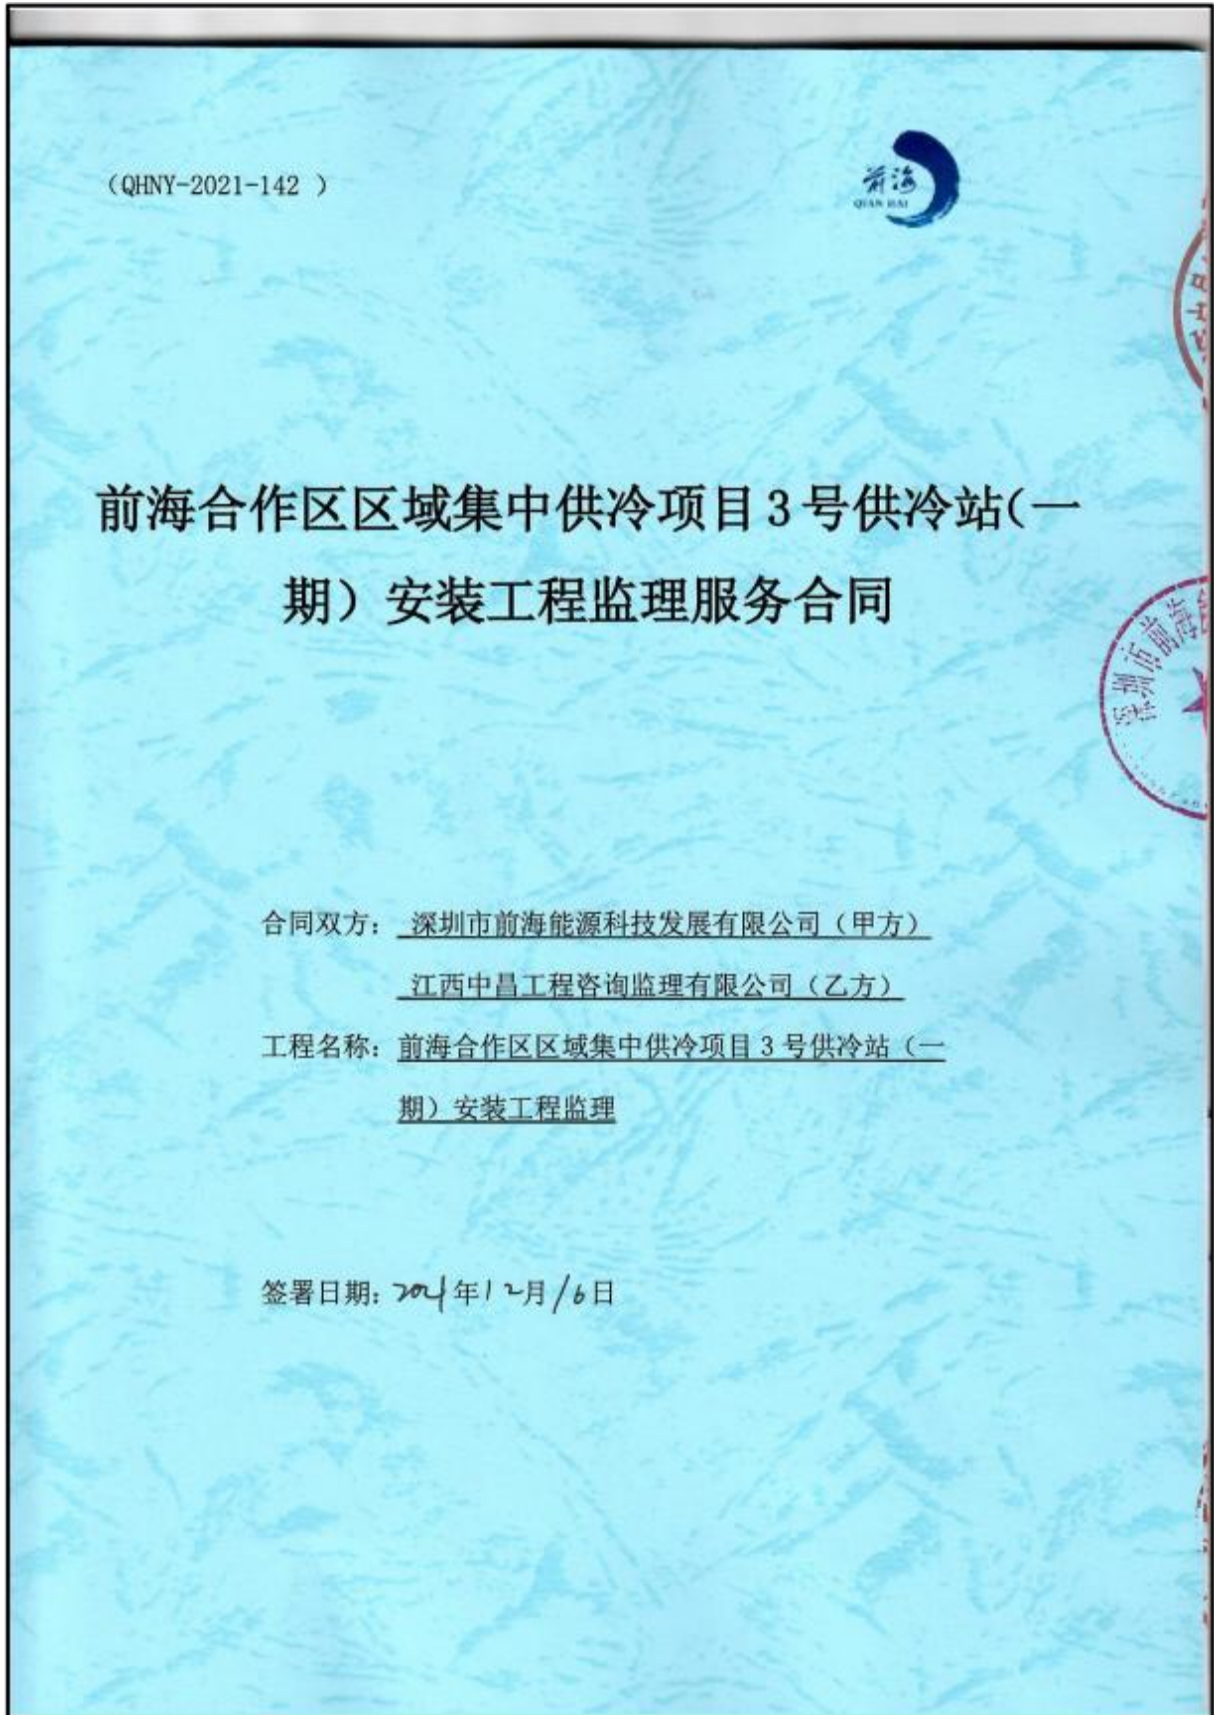 （QHNY-2021-142 ）
前海
QIAN HAI
前海合作区区域集中供冷项目3号供冷站（一
期）安装工程监理服务合同
深圳市前海
合同双方：深圳市前海能源科技发展有限公司（甲方）
江西中昌工程咨询监理有限公司（乙方）
工程名称：前海合作区区域集中供冷项目3号供冷站（一
期）安装工程监理
签署日期：2021年12月16日